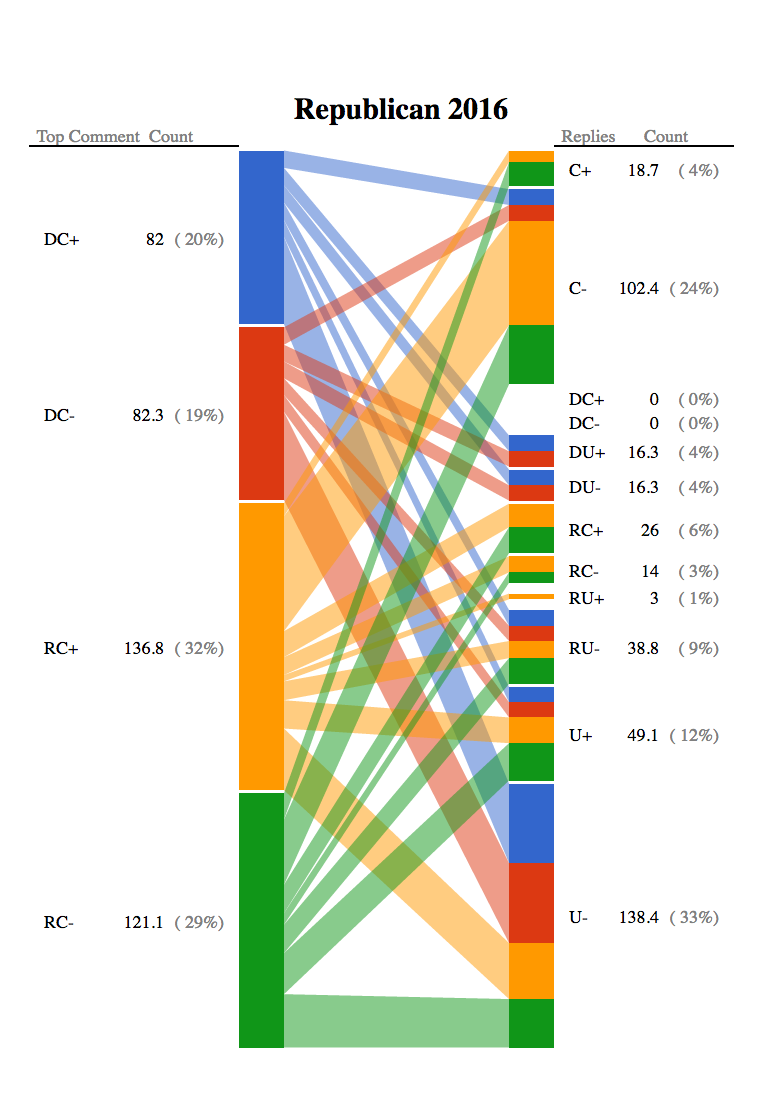 Republican 2016
Top Comment Count Replies Count
C+ 18.7 ( 4%)
DC+ 82 ( 20%)
C- 102.4 ( 24%)
DC+ 0 ( 0%)
DC- 82.3 ( 19%)
DC- 0 ( 0%)
DU+ 16.3 ( 4%)
DU- 16.3 ( 4%)
RC+ 26 ( 6%)
RC- 14 ( 3%)
RU+ 3 ( 1%)
RC+ 136.8 ( 32%) RU- 38.8 ( 9%)
U+ 49.1 ( 12%)
RC- 121.1 ( 29%) U- 138.4 ( 33%)